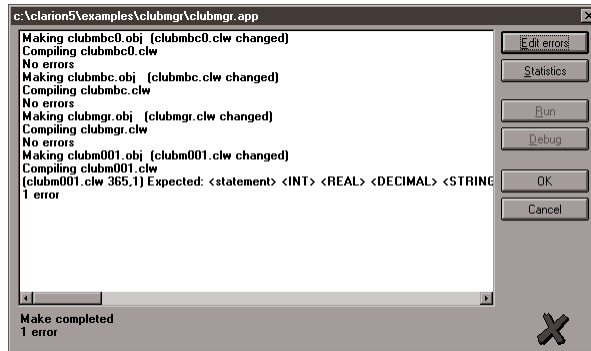 c:\clarion5\examples\clubmgr\clubmgr.app
Making clubmbc0.obj (clubmbc0.clw changed)
Compiling clubmbc0.clw
No errors
Making clubmbc.obj (clubmbc.clw changed)
Compiling clubmbc.clw
No errors
Making clubmgr.obj (clubmgr.clw changed)
Compiling clubmgr.clw
No errors
Making clubm001.obj (clubm001.clw changed)
Compiling clubm001.clw
(clubm001.clw 365,1) Expected: <statement> <INT> <REAL> <DECIMAL> <STRING
1 error
Edit errors
Statistics
Run
Debug
OK
Cancel
Make completed
1 error